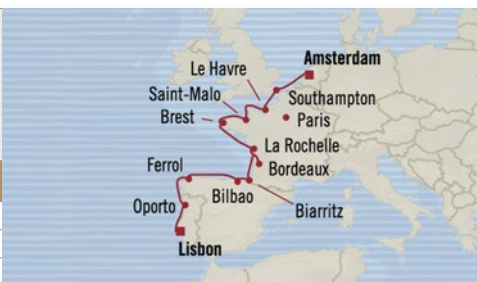 Amsterdam
Le Havre
Saint-Malo
Southampton
Brest
Paris
La Rochelle
Ferrol
Bordeaux
Bilbao
Oporto
Biarritz
Lisbon